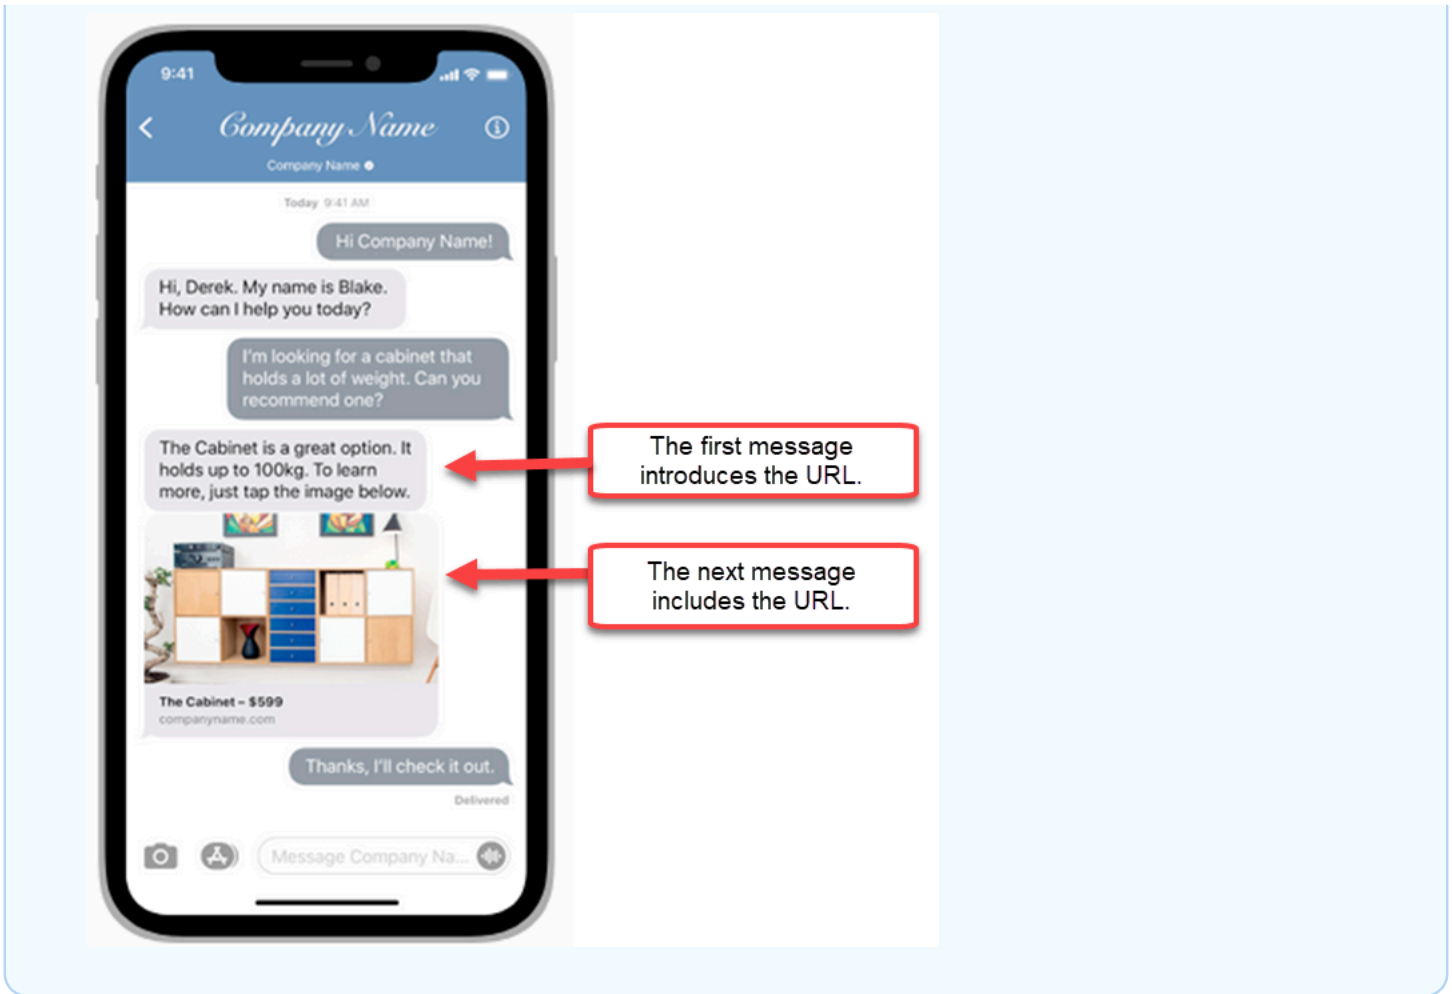 9:41
Company Name
Company Name
Today 9:41 AM
Hi Company Name!
Hi, Derek. My name is Blake.
How can I help you today?
I'm looking for a cabinet that
holds a lot of weight. Can you
recommend one?
The Cabinet is a great option. It
holds up to 100kg. To learn
more, just tap the image below.
The first message
introduces the URL.
The next message
includes the URL.
The Cabinet – $599
companyname.com
Thanks, I'll check it out.
Delivered
Message Company Na...